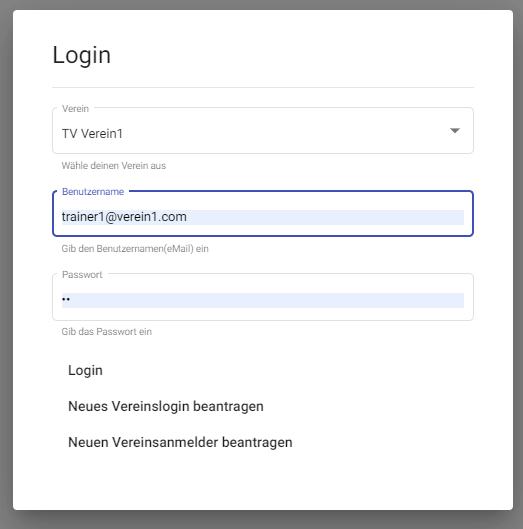 Login
Verein
TV Verein1
Wähle deinen Verein aus
Benutzername
trainer1@verein1.com
Gib den Benutzernamen(eMail) ein
Passwort
••
Gib das Passwort ein
Login
Neues Vereinslogin beantragen
Neuen Vereinsanmelder beantragen